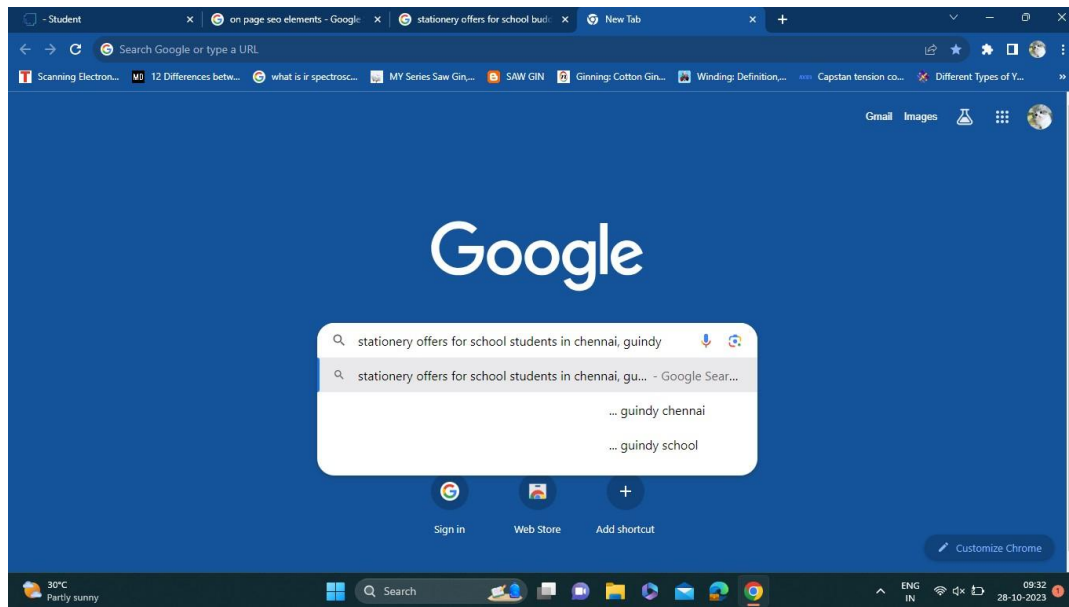 - Student
on page seo elements - Google
stationery offers for school bud
New Tab
Search Google or type a URL
Scanning Electron...
MD 12 Differences betw...
what is ir spectrosc...
MY Series Saw Gin,...
SAW GIN
Ginning: Cotton Gin...
Winding: Definition,...
Capstan tension co...
Different Types of Y...
»
Gmail Images
Google
stationery offers for school students in chennai, guindy
stationery offers for school students in chennai, gu... - Google Sear...
... guindy chennai
... guindy school
Sign in
Web Store
Add shortcut
Customize Chrome
30°C
Partly sunny
Search
ENG
IN
09:32
28-10-2023
1